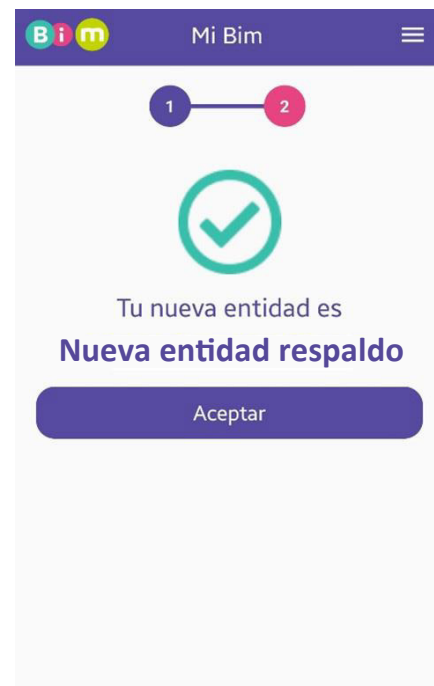 Bim
Mi Bim
1
2
Tu nueva entidad es
Nueva entidad respaldo
Aceptar